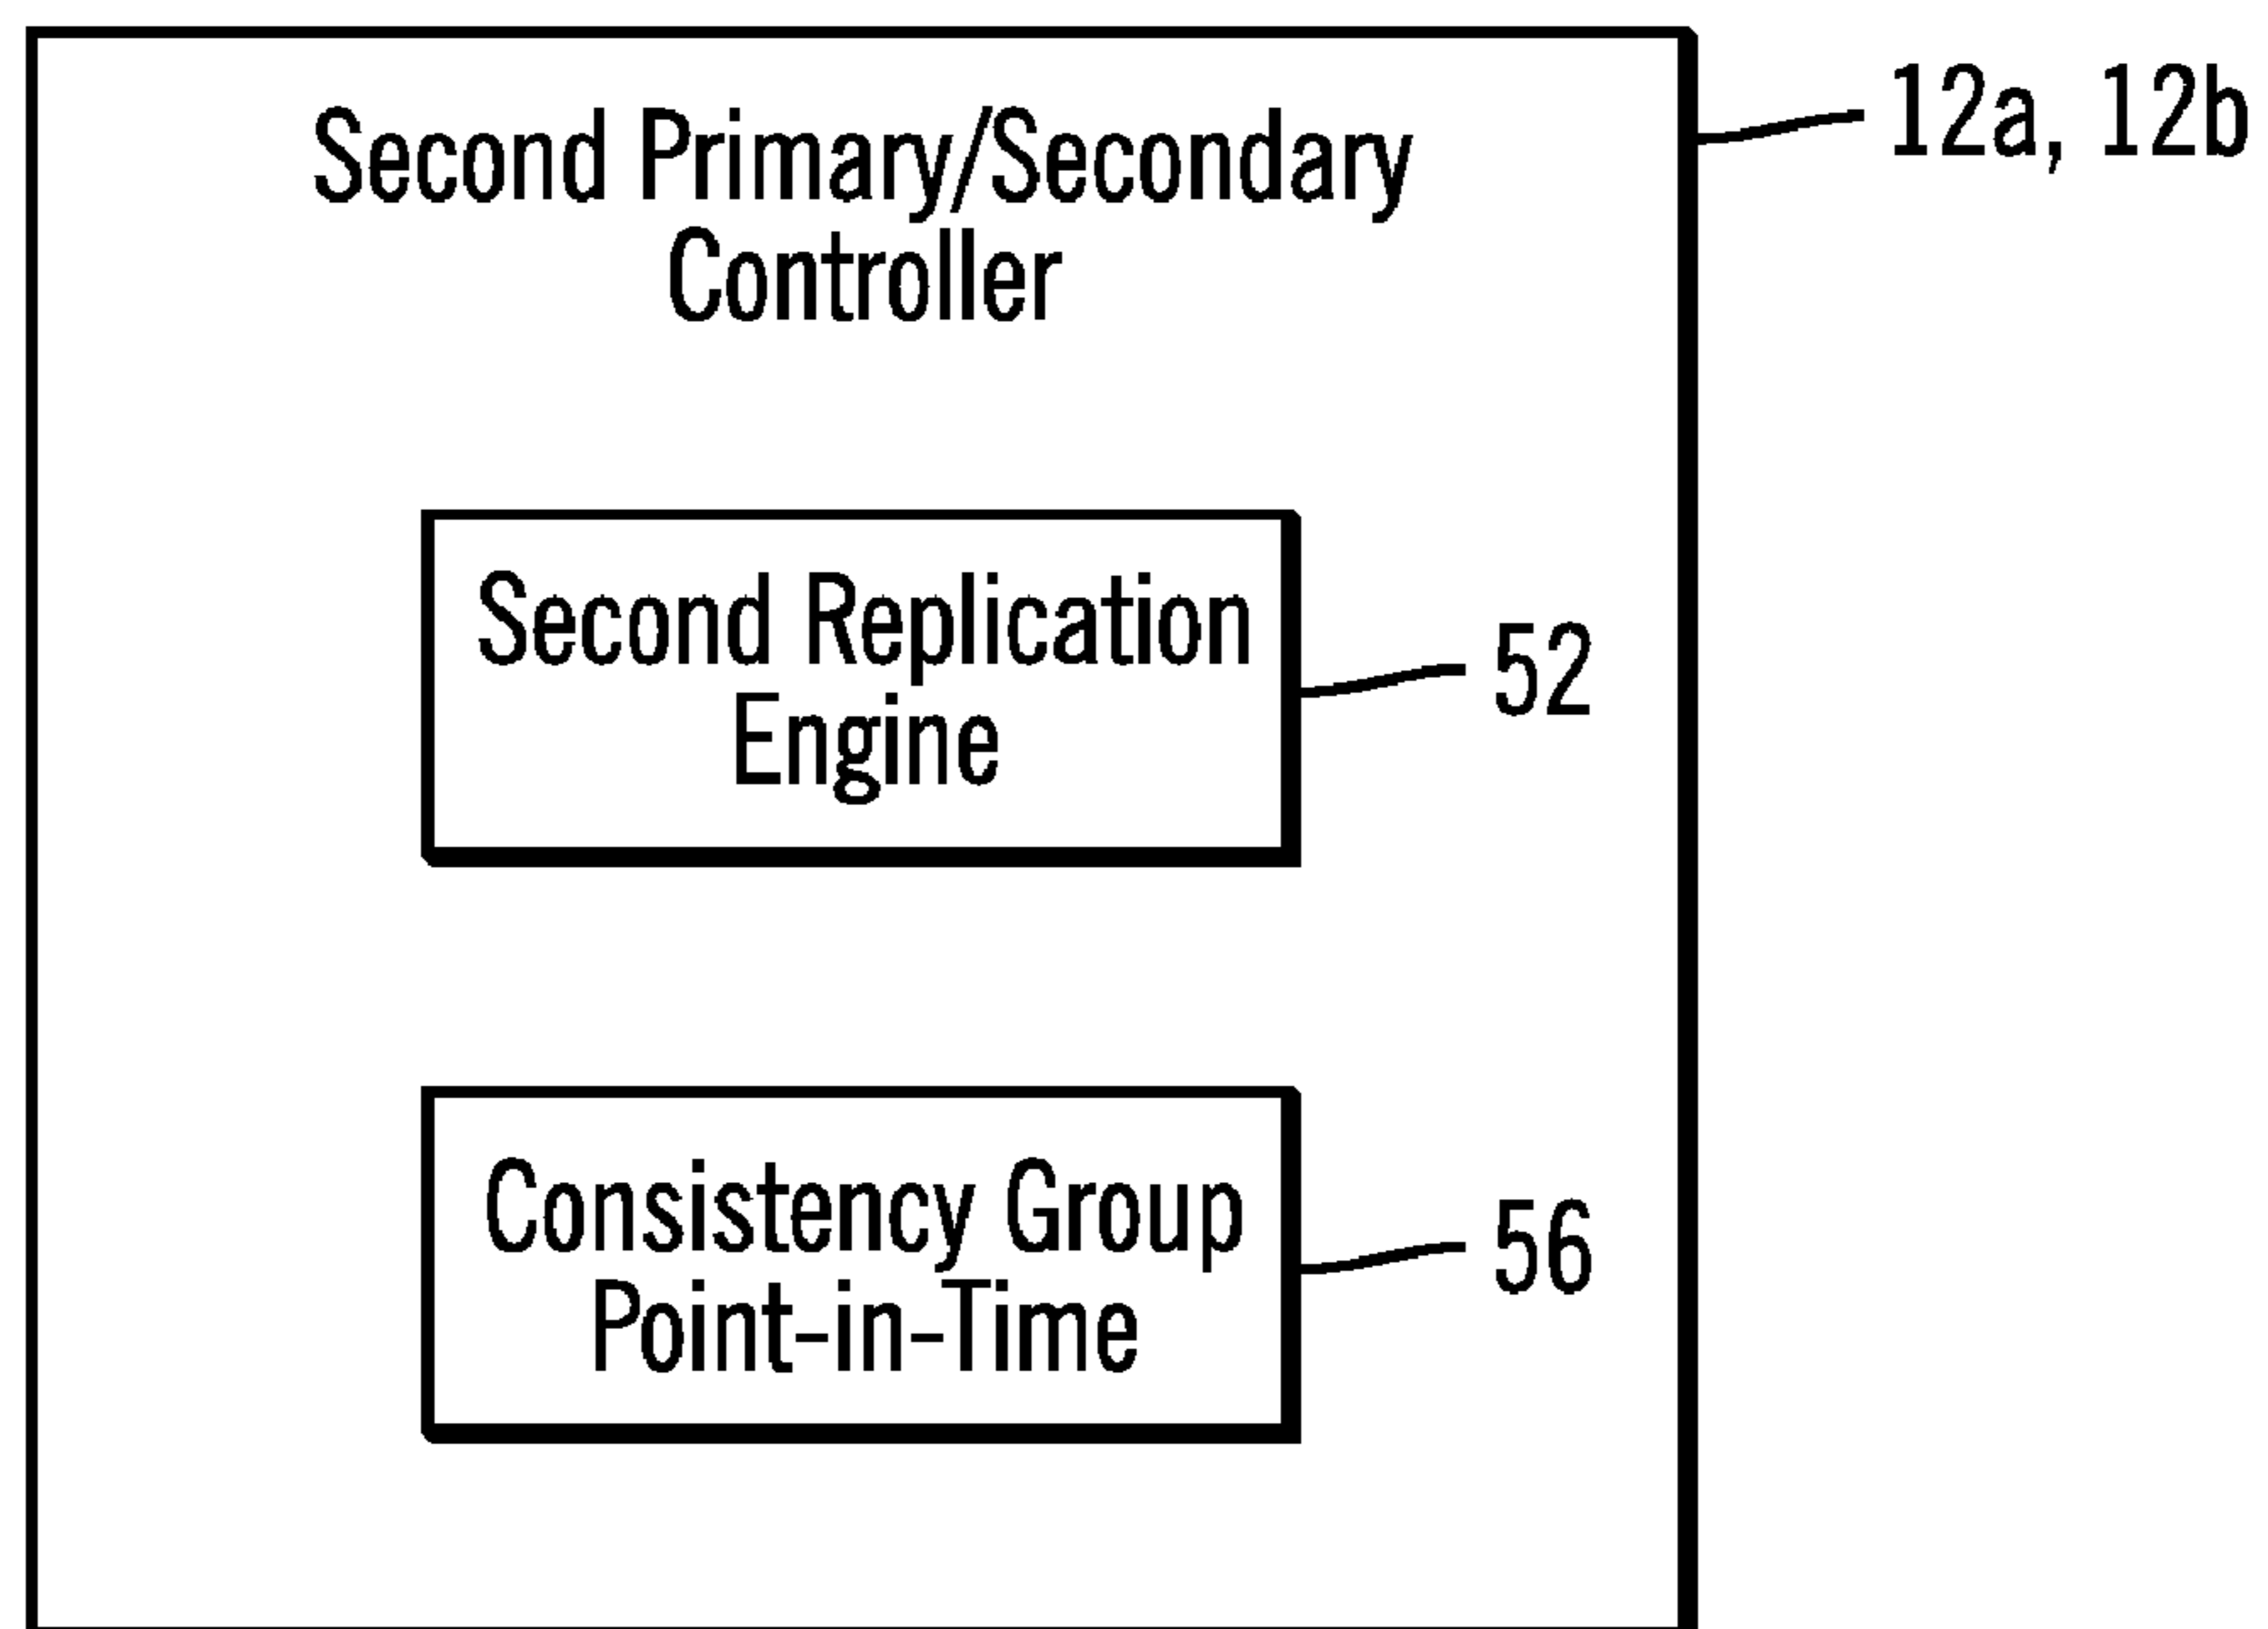 Second Primary/Secondary
Controller
12a, 12b
Second Replication
Engine
52
Consistency Group
Point-in-Time
56